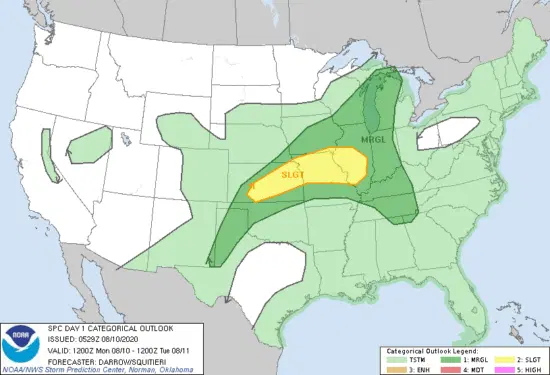 MRGL
SLGT
NOAA
SPC DAY 1 CATEGORICAL OUTLOOK
ISSUED: 0529Z 08/10/2020
VALID: 1200Z Mon 08/10 - 1200Z Tue 08/11
FORECASTER: DARROW/SQUITIERI
NOAA/NWS Storm Prediction Center, Norman, Oklahoma
Categorical Outlook Legend:
TSTM 1: MRGL 2: SLGT
3: ENH 4: MDT 5: HIGH